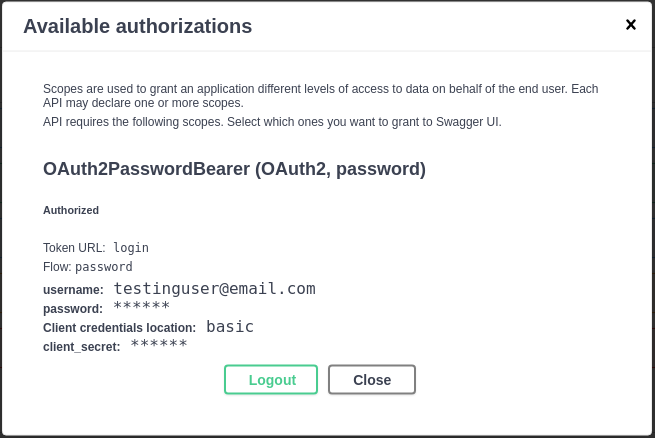 Available authorizations
×
Scopes are used to grant an application different levels of access to data on behalf of the end user. Each
API may declare one or more scopes.
API requires the following scopes. Select which ones you want to grant to Swagger UI.
OAuth2PasswordBearer (OAuth2, password)
Authorized
Token URL: login
Flow: password
username: testinguser@email.com
password: ******
Client credentials location: basic
client_secret: ******
Logout Close